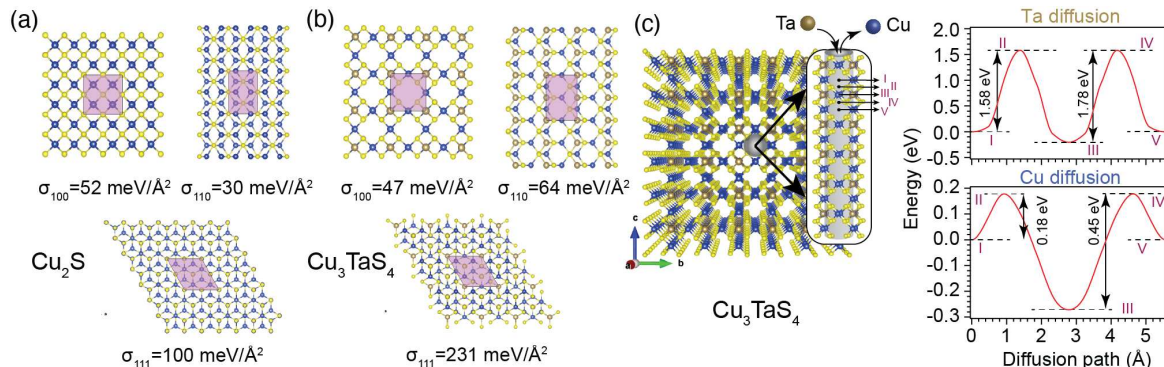 (a)
σ100=52 meV/Å²
σ110=30 meV/Å²
Cu2S
σ111=100 meV/Å²
(b)
σ100=47 meV/Å²
σ110=64 meV/Å²
Cu3TaS4
σ111=231 meV/Å²
(c)
Ta
Cu
I
II
III
IV
V
c
a
b
Cu3TaS4
Ta diffusion
2.0
1.5
1.0
0.5
0.0
-0.5
II
IV
1.58 eV
1.78 eV
I
III
V
Energy (eV)
Cu diffusion
0.2
0.1
0.0
-0.1
-0.2
-0.3
II
IV
0.18 eV
0.45 eV
I
V
III
0 1 2 3 4 5
Diffusion path (Å)